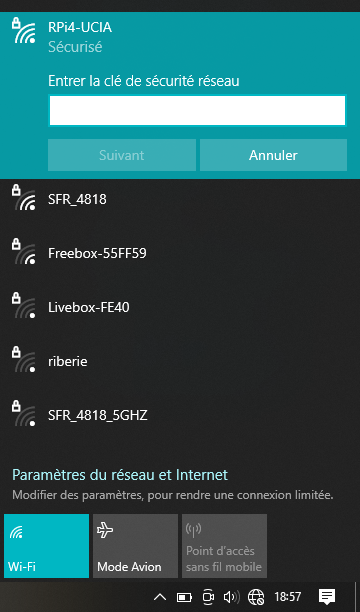 RPi4-UCIA
Sécurisé
Entrer la clé de sécurité réseau
Suivant
Annuler
SFR_4818
Freebox-55FF59
Livebox-FE40
riberie
SFR_4818_5GHZ
Paramètres du réseau et Internet
Modifier des paramètres, pour rendre une connexion limitée.
Wi-Fi
Mode Avion
Point d'accès
sans fil mobile
18:57